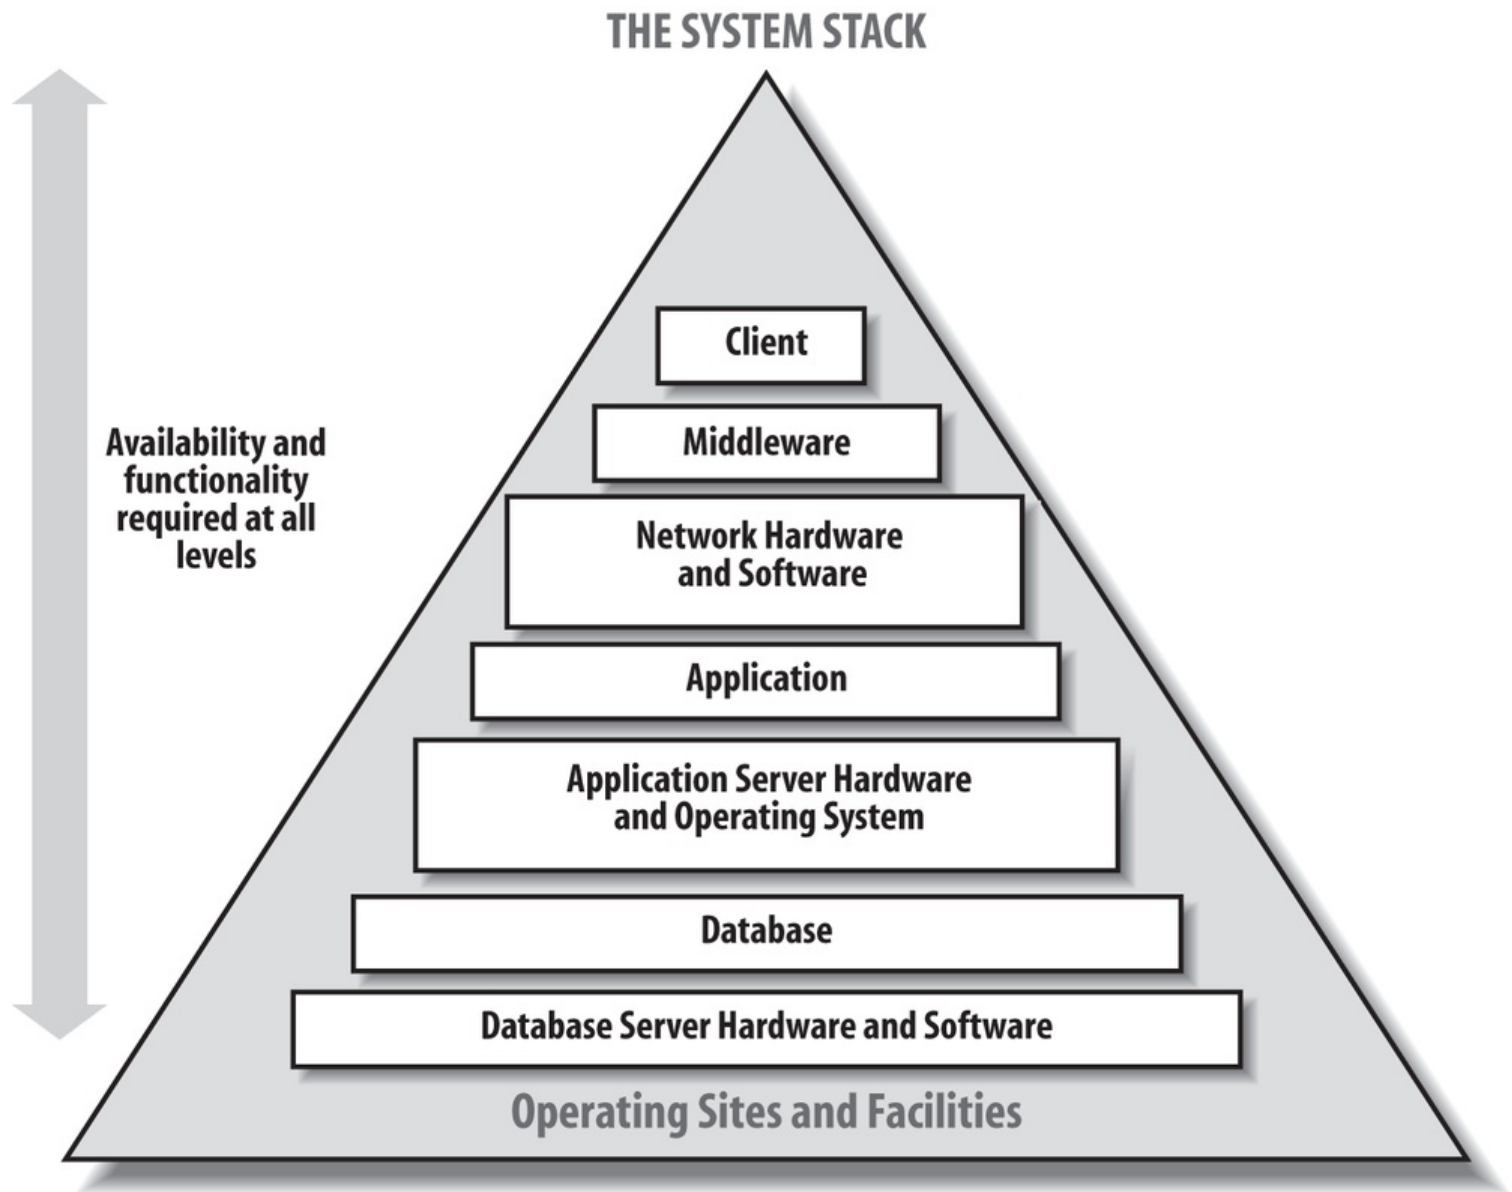 THE SYSTEM STACK
Client
Middleware
Availability and
functionality
required at all
levels
Network Hardware
and Software
Application
Application Server Hardware
and Operating System
Database
Database Server Hardware and Software
Operating Sites and Facilities